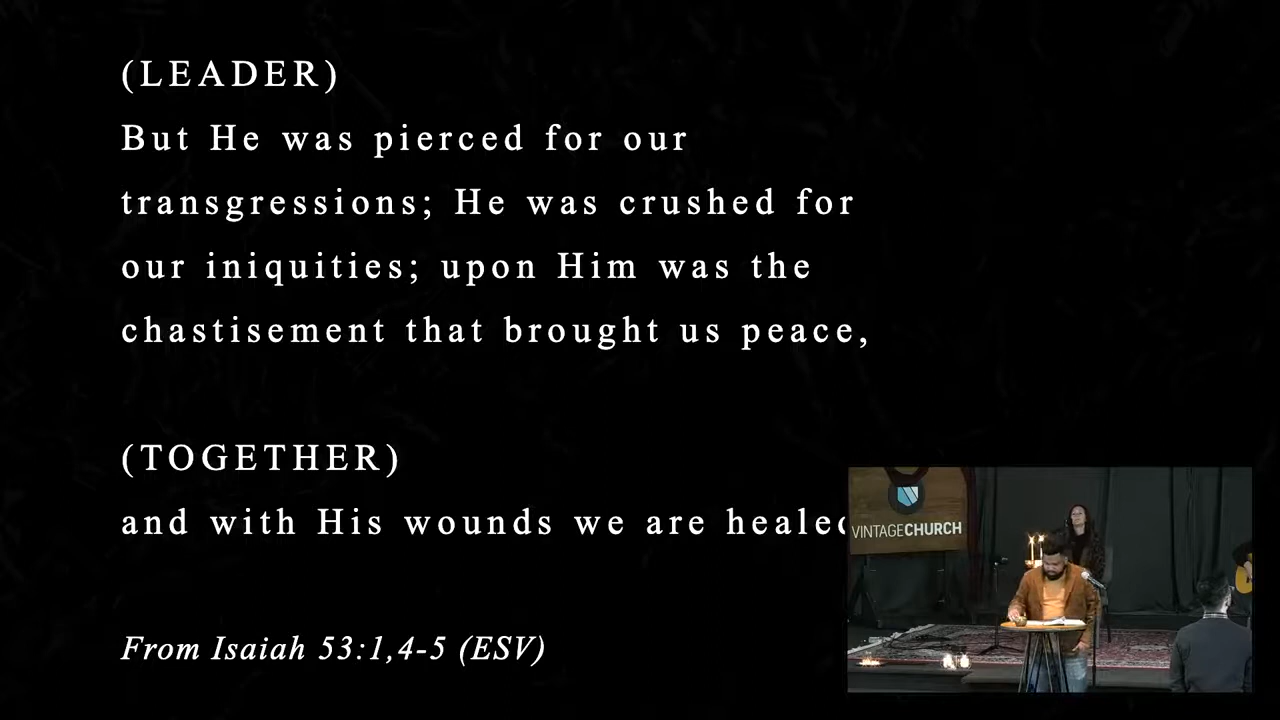 (LEADER)
But He was pierced for our
transgressions; He was crushed for
our iniquities; upon Him was the
chastisement that brought us peace,
(TOGETHER)
and with His wounds we are healed
From Isaiah 53:1,4-5 (ESV)
VINTAGECHURCH